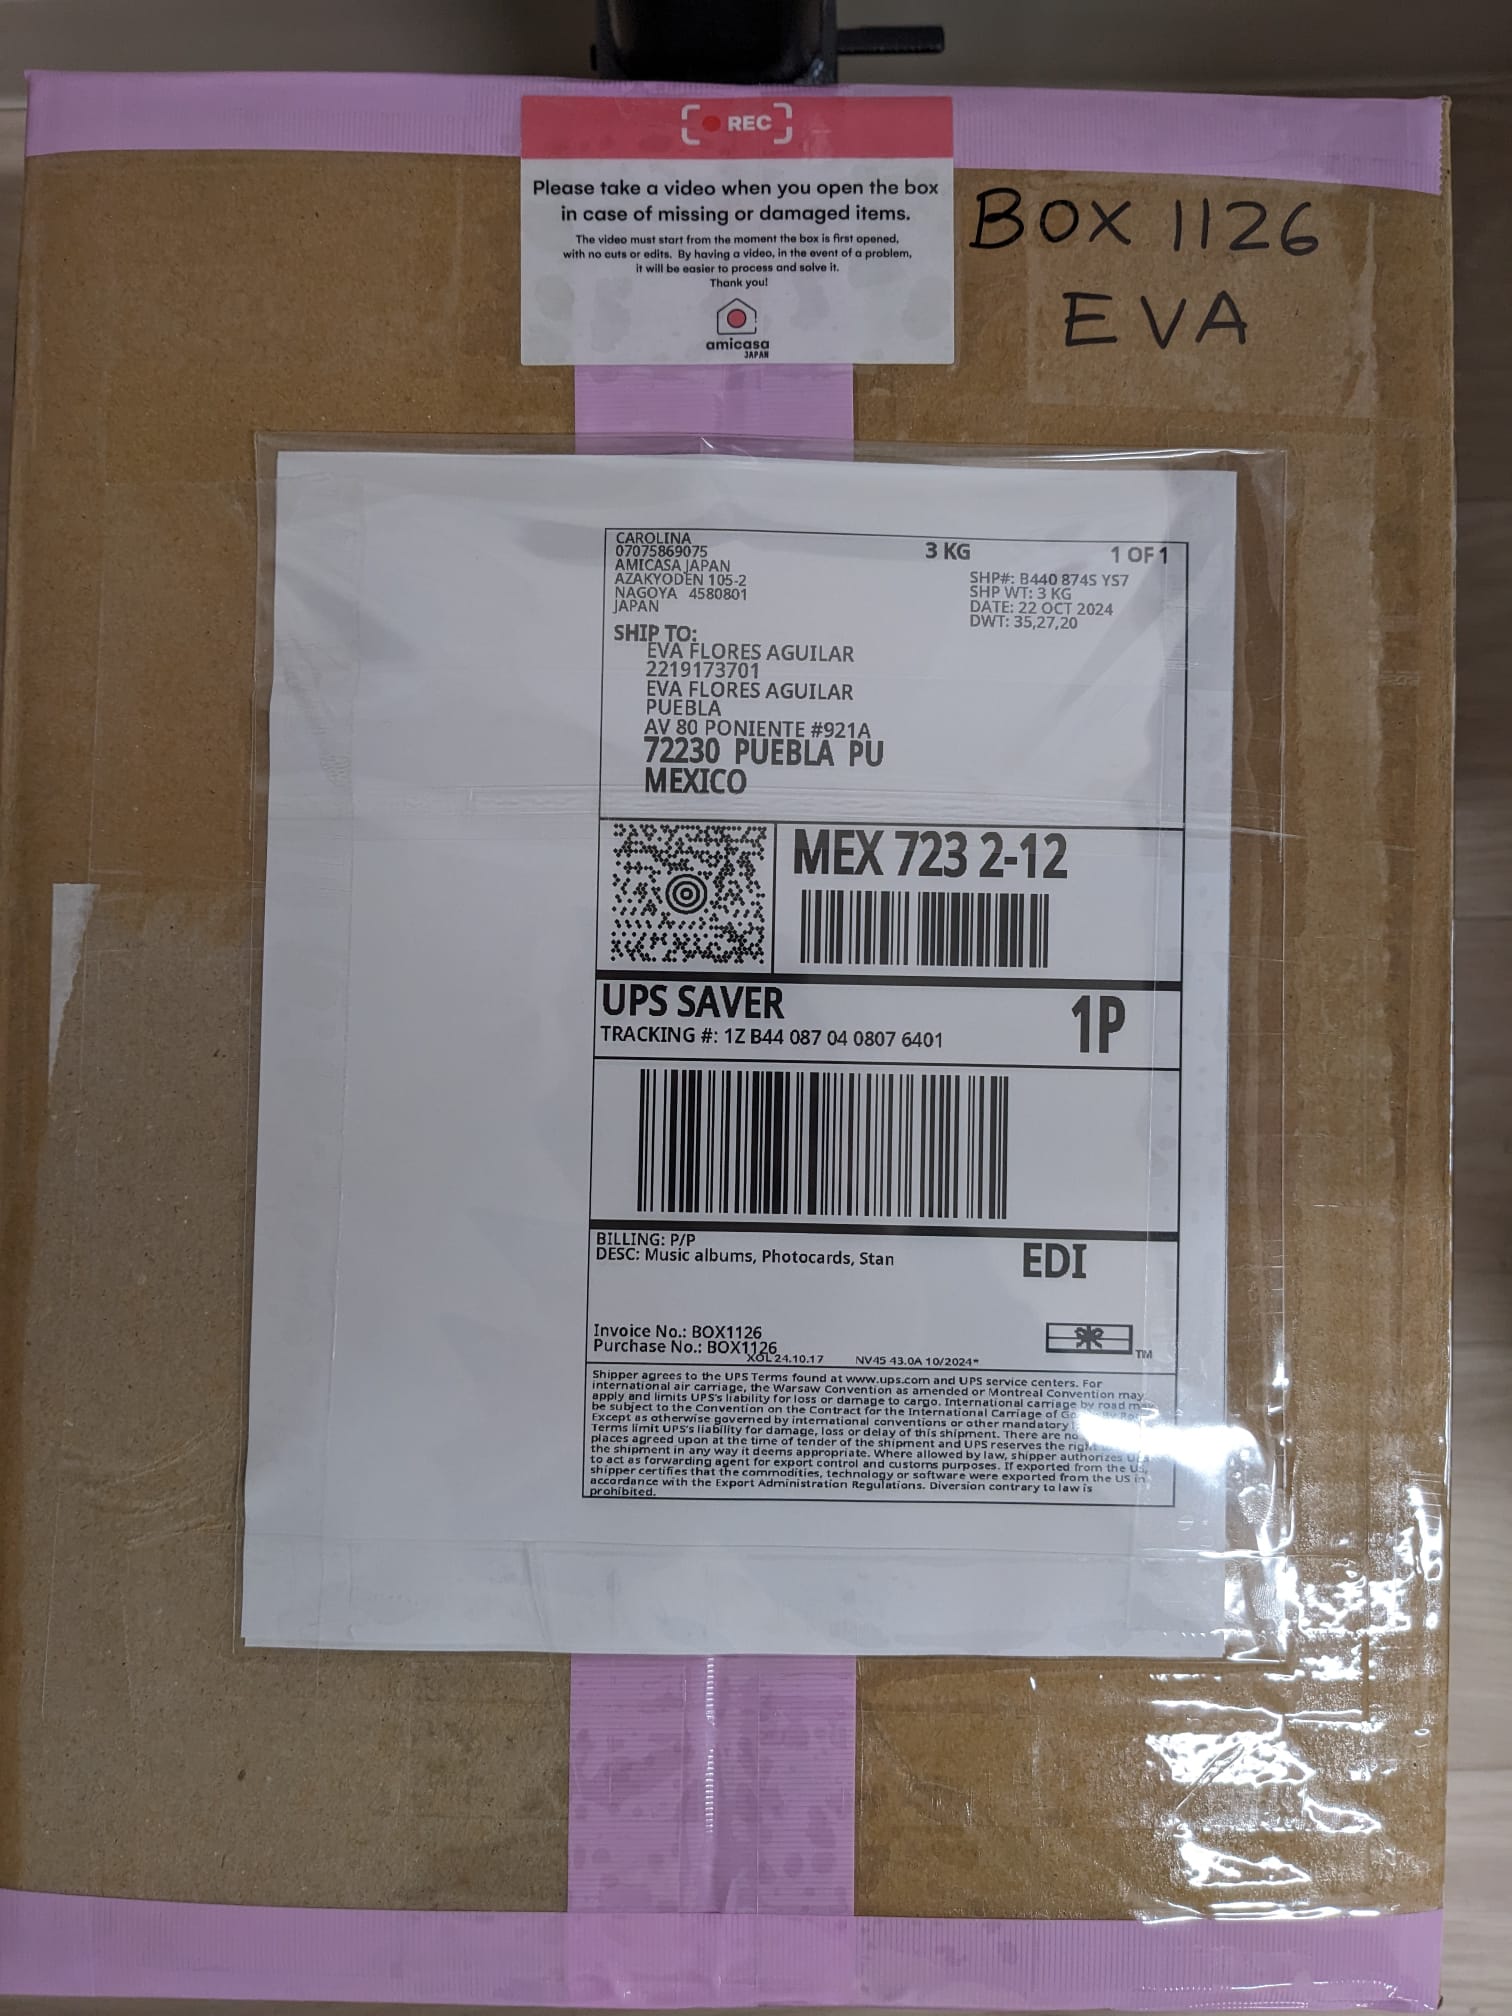 REC
Please take a video when you open the box
in case of missing or damaged items.
The video must start from the moment the box is first opened,
with no cuts or edits. By having a video, in the event of a problem,
it will be easier to process and solve it.
Thank you!
amicasa
JAPAN
BOX 1126
EVA
CAROLINA
07075869075
AMICASA JAPAN
AZAKYODEN 105-2
NAGOYA 4580801
JAPAN
3 KG
1 OF 1
SHP#: B440 874S YS7
SHP WT: 3 KG
DATE: 22 OCT 2024
DWT: 35,27,20
SHIP TO:
EVA FLORES AGUILAR
2219173701
EVA FLORES AGUILAR
PUEBLA
AV 80 PONIENTE #921A
72230 PUEBLA PU
MEXICO
MEX 723 2-12
UPS SAVER
1P
TRACKING #: 1Z B44 087 04 0807 6401
BILLING: P/P
DESC: Music albums, Photocards, Stan
EDI
Invoice No.: BOX1126
Purchase No.: BOX1126
XOL 24.10.17 NV45 43.0A 10/2024*
TM
Shipper agrees to the UPS Terms found at www.ups.com and UPS service centers. For
international air carriage, the Warsaw Convention as amended or Montreal Convention may
apply and limits UPS's liability for loss or damage to cargo. International carriage by road may
be subject to the Convention on the Contract for the International Carriage of
Except as otherwise governed by international conventions or other mandatory
Terms limit UPS's liability for damage, loss or delay of this shipment. There are no
places agreed upon at the time of tender of the shipment and UPS reserves the right
the shipment in any way it deems appropriate. Where allowed by law, shipper authorizes UPS
to act as forwarding agent for export control and customs purposes. If exported from the US,
shipper certifies that the commodities, technology or software were exported from the US in
accordance with the Export Administration Regulations. Diversion contrary to law is
prohibited.